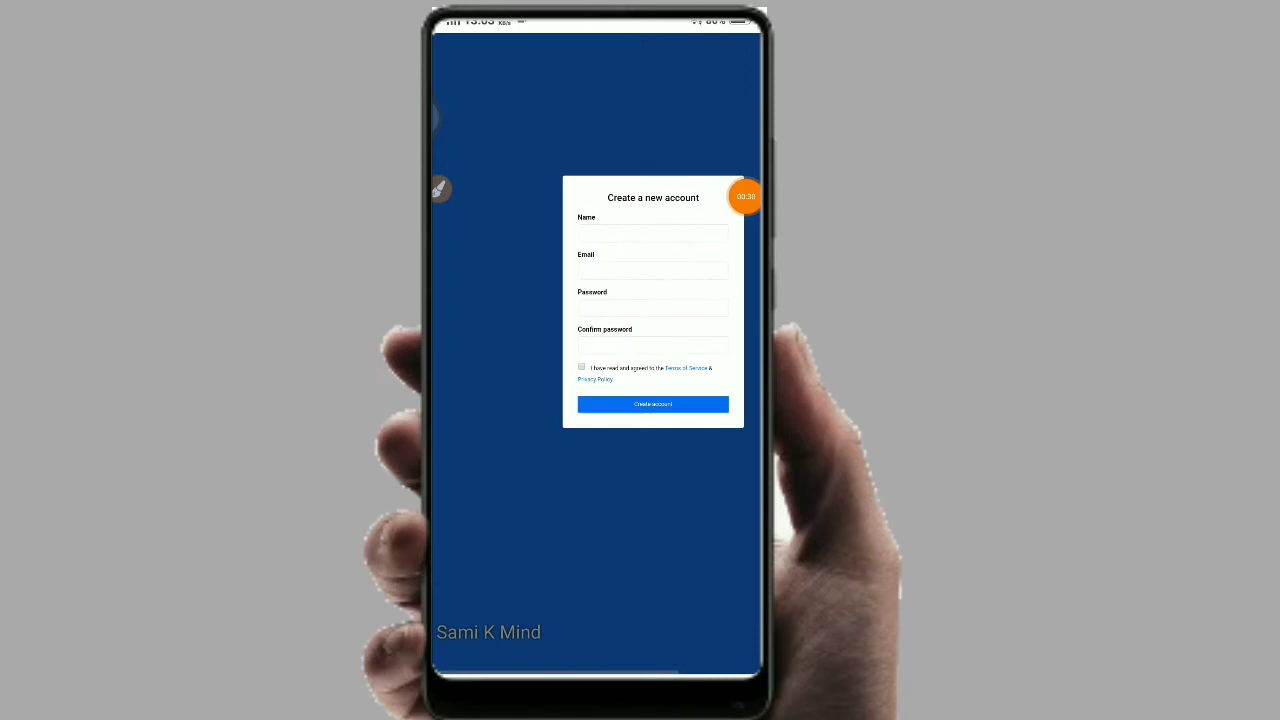 Create a new account
00:30
Name
Email
Password
Confirm password
I have read and agreed to the Terms of Service &
Privacy Policy.
Create account
Sami K Mind